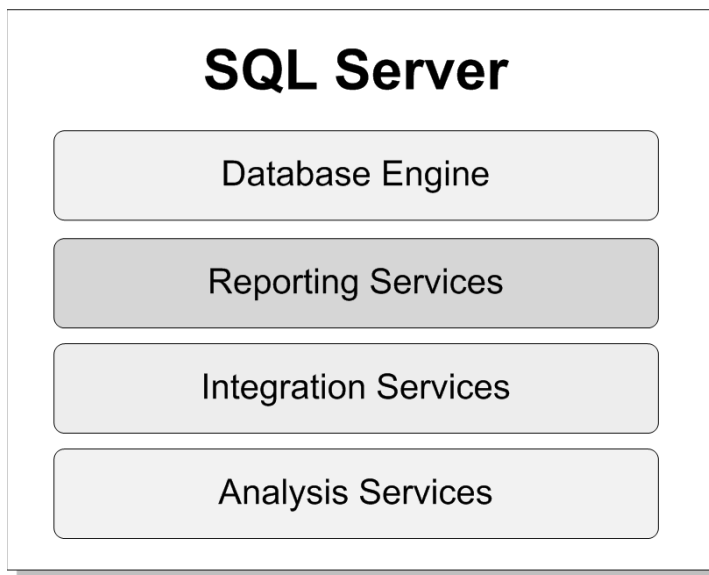 SQL Server
Database Engine
Reporting Services
Integration Services
Analysis Services